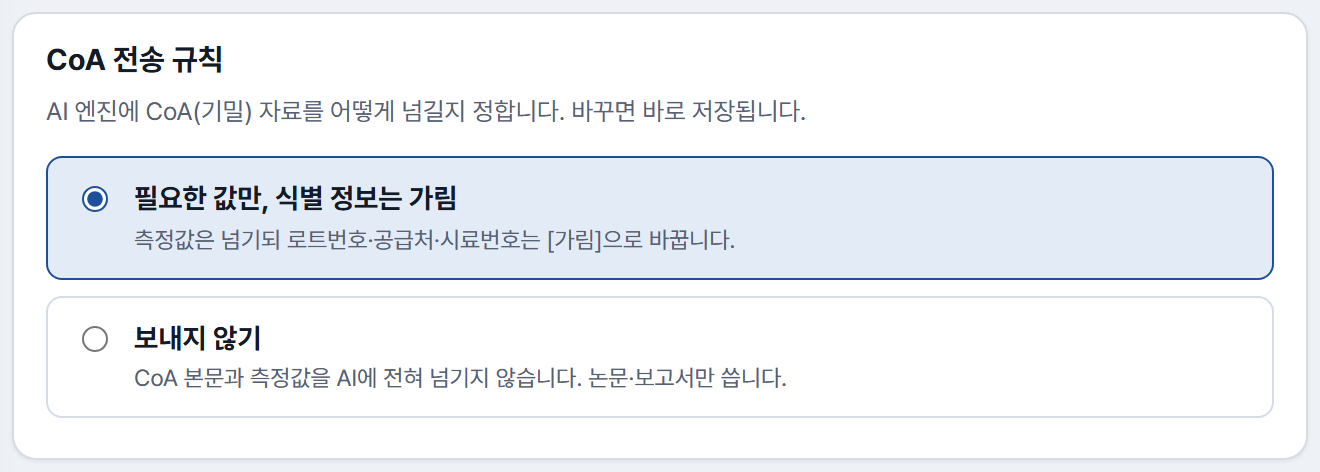 CoA 전송 규칙
AI 엔진에 CoA(기밀) 자료를 어떻게 넘길지 정합니다. 바꾸면 바로 저장됩니다.
필요한 값만, 식별 정보는 가림
측정값은 넘기되 로트번호·공급처·시료번호는 [가림]으로 바꿉니다.
보내지 않기
CoA 본문과 측정값을 AI에 전혀 넘기지 않습니다. 논문·보고서만 씁니다.